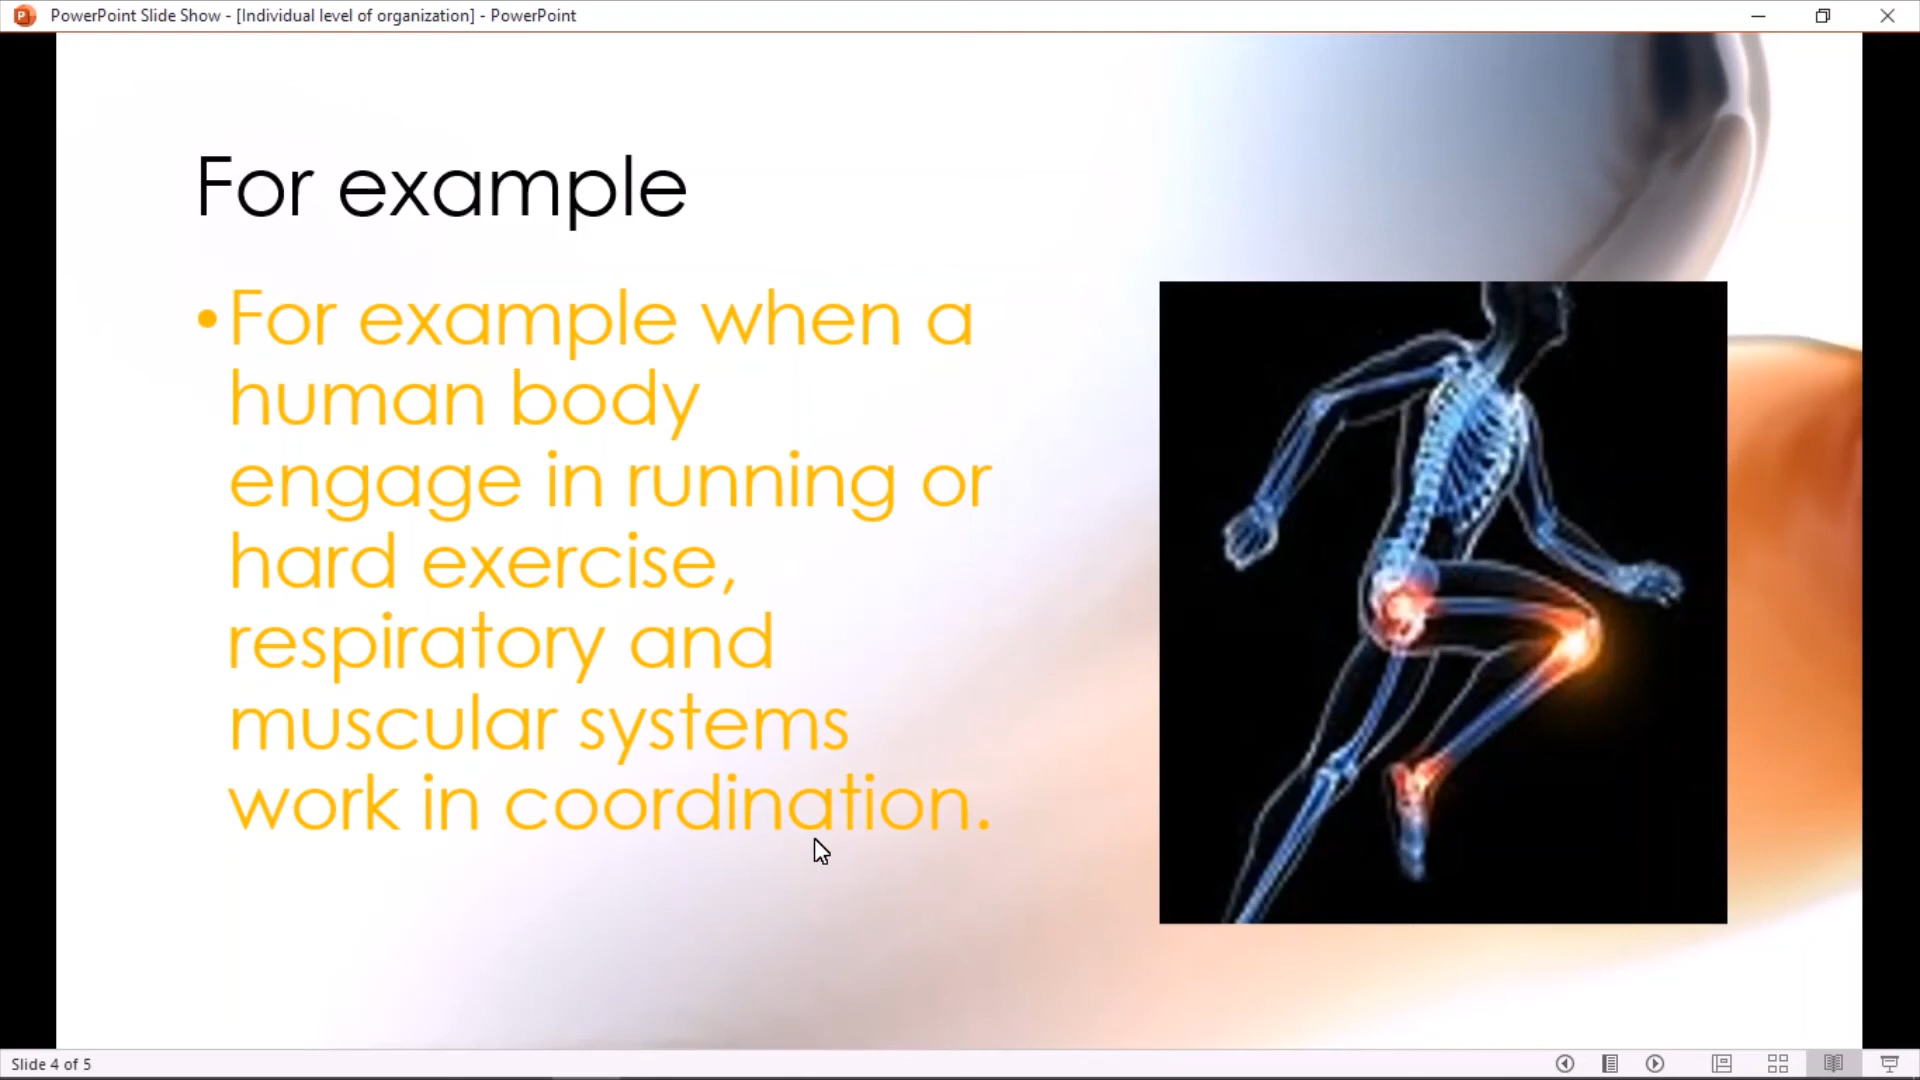 PowerPoint Slide Show - [Individual level of organization] - PowerPoint
For example
•For example when a
human body
engage in running or
hard exercise,
respiratory and
muscular systems
work in coordination.
Slide 4 of 5